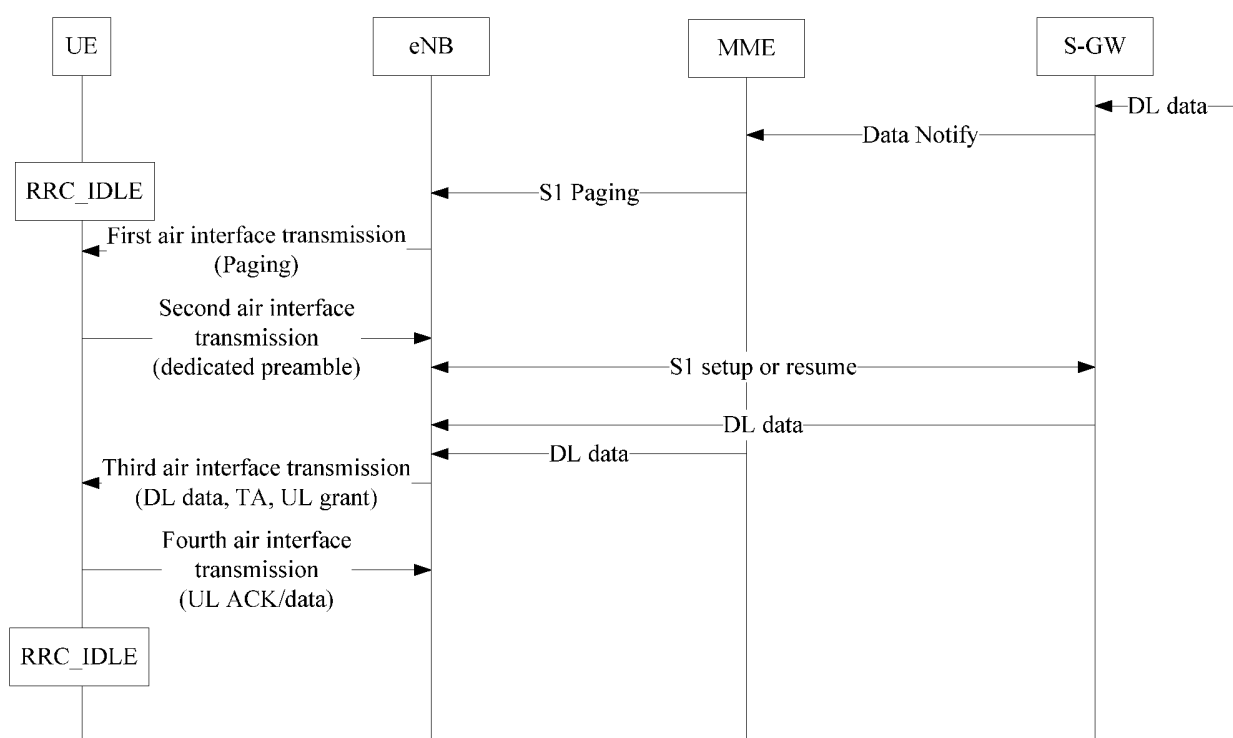 UE
eNB
MME
S-GW
DL data
Data Notify
RRC_IDLE
S1 Paging
First air interface transmission
(Paging)
Second air interface
transmission
(dedicated preamble)
S1 setup or resume
DL data
DL data
Third air interface transmission
(DL data, TA, UL grant)
Fourth air interface
transmission
(UL ACK/data)
RRC_IDLE